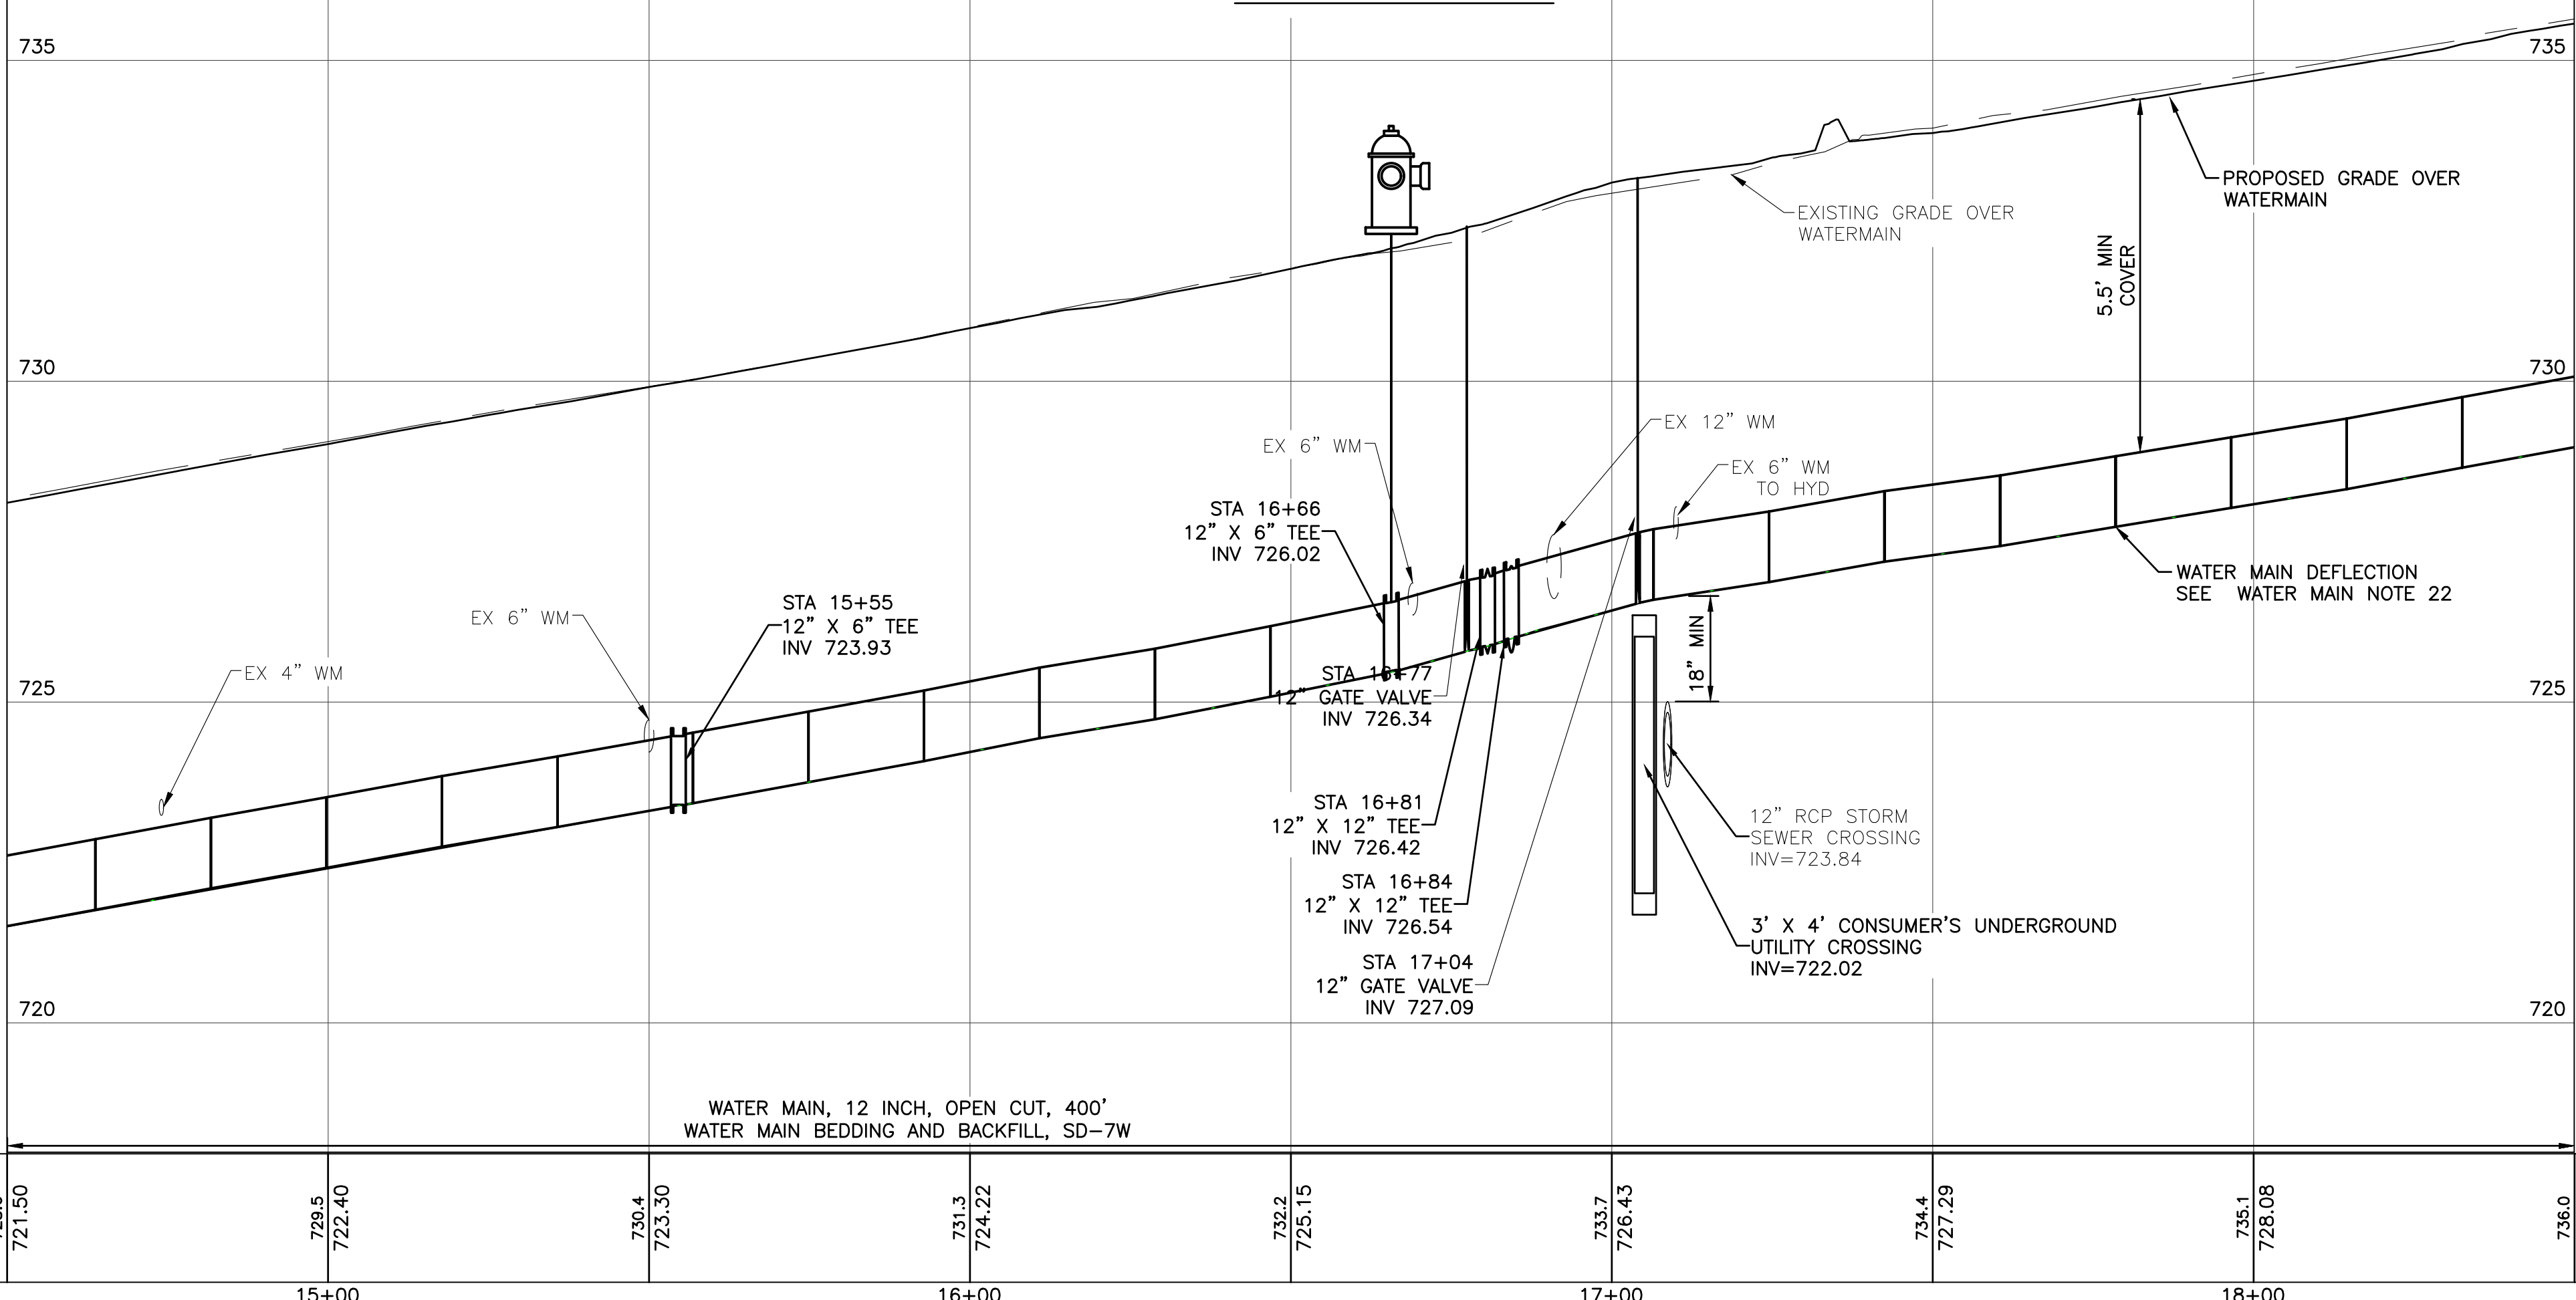 735
735
PROPOSED GRADE OVER
WATERMAIN
EXISTING GRADE OVER
WATERMAIN
5.5' MIN
COVER
730
730
EX 12" WM
EX 6" WM
EX 6" WM
TO HYD
STA 16+66
12" X 6" TEE
INV 726.02
WATER MAIN DEFLECTION
SEE WATER MAIN NOTE 22
STA 15+55
12" X 6" TEE
INV 723.93
EX 6" WM
EX 4" WM
18" MIN
725
725
STA 16+77
12" GATE VALVE
INV 726.34
STA 16+81
12" X 12" TEE
INV 726.42
12" RCP STORM
SEWER CROSSING
INV=723.84
STA 16+84
12" X 12" TEE
INV 726.54
3' X 4' CONSUMER'S UNDERGROUND
UTILITY CROSSING
INV=722.02
STA 17+04
12" GATE VALVE
INV 727.09
720
720
WATER MAIN, 12 INCH, OPEN CUT, 400'
WATER MAIN BEDDING AND BACKFILL, SD-7W
721.50
729.5
722.40
730.4
723.30
731.3
724.22
732.2
725.15
733.7
726.43
734.4
727.29
735.1
728.08
736.0
15+00
16+00
17+00
18+00